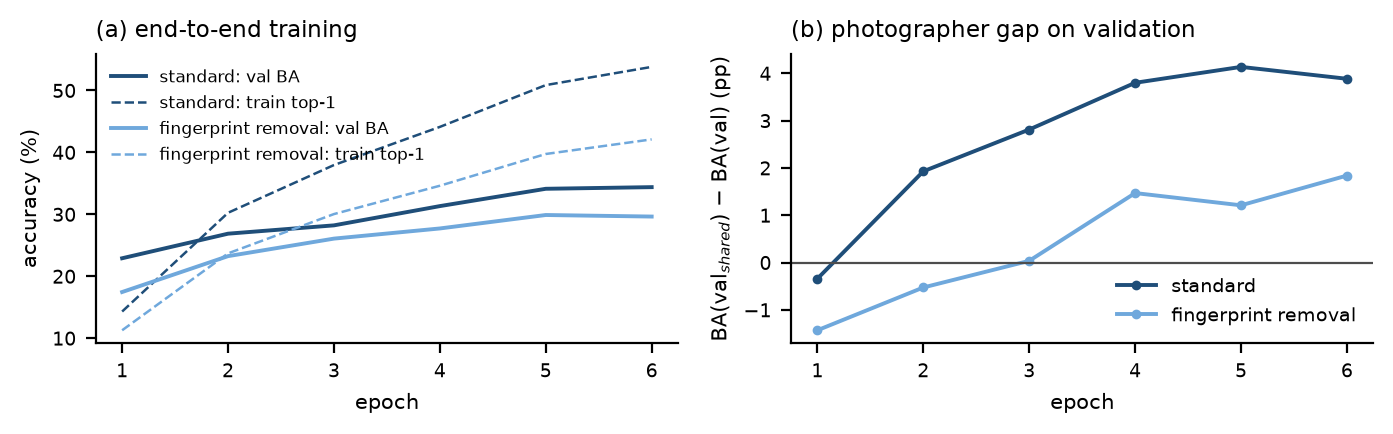 (a) end-to-end training
accuracy (%)
50
40
30
20
10
standard: val BA
standard: train top-1
fingerprint removal: val BA
fingerprint removal: train top-1
1 2 3 4 5 6
epoch
(b) photographer gap on validation
BA(val_shared) − BA(val) (pp)
4
3
2
1
0
−1
standard
fingerprint removal
1 2 3 4 5 6
epoch